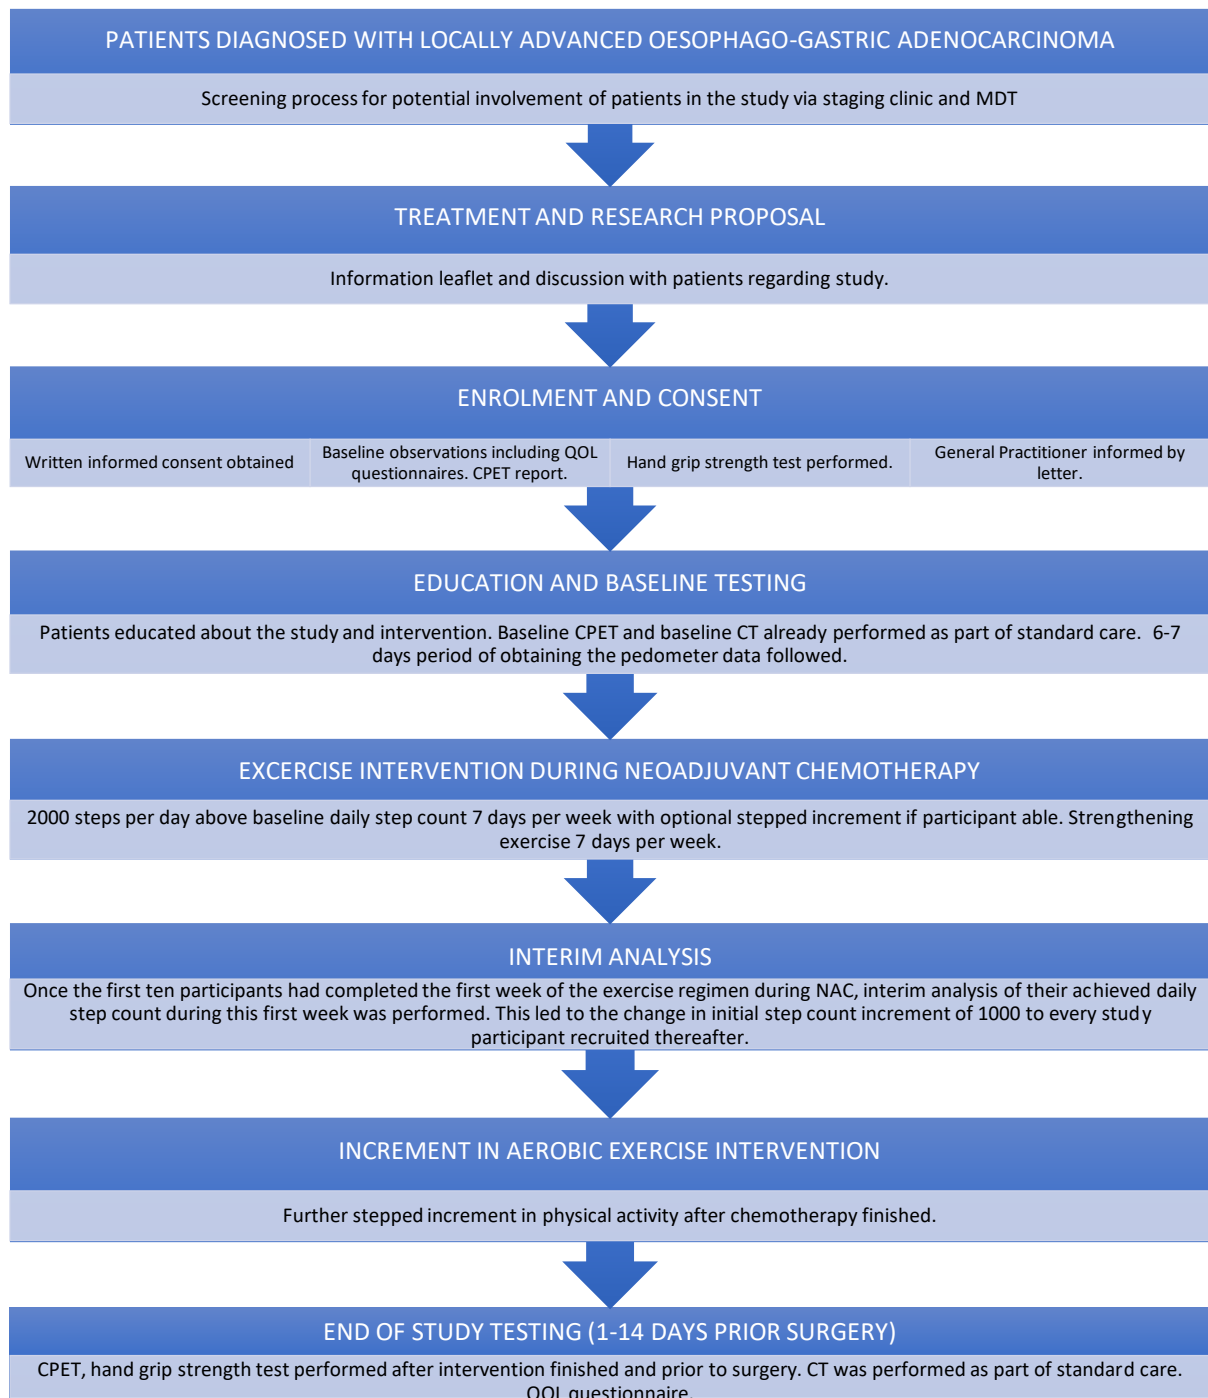 PATIENTS DIAGNOSED WITH LOCALLY ADVANCED OESOPHAGO-GASTRIC ADENOCARCINOMA
Screening process for potential involvement of patients in the study via staging clinic and MDT
TREATMENT AND RESEARCH PROPOSAL
Information leaflet and discussion with patients regarding study.
ENROLMENT AND CONSENT
Written informed consent obtained
Baseline observations including QOL
questionnaires. CPET report.
Hand grip strength test performed.
General Practitioner informed by
letter.
EDUCATION AND BASELINE TESTING
Patients educated about the study and intervention. Baseline CPET and baseline CT already performed as part of standard care. 6-7
days period of obtaining the pedometer data followed.
EXCERCISE INTERVENTION DURING NEOADJUVANT CHEMOTHERAPY
2000 steps per day above baseline daily step count 7 days per week with optional stepped increment if participant able. Strengthening
exercise 7 days per week.
INTERIM ANALYSIS
Once the first ten participants had completed the first week of the exercise regimen during NAC, interim analysis of their achieved daily
step count during this first week was performed. This led to the change in initial step count increment of 1000 to every study
participant recruited thereafter.
INCREMENT IN AEROBIC EXERCISE INTERVENTION
Further stepped increment in physical activity after chemotherapy finished.
END OF STUDY TESTING (1-14 DAYS PRIOR SURGERY)
CPET, hand grip strength test performed after intervention finished and prior to surgery. CT was performed as part of standard care.
QOL questionnaire.